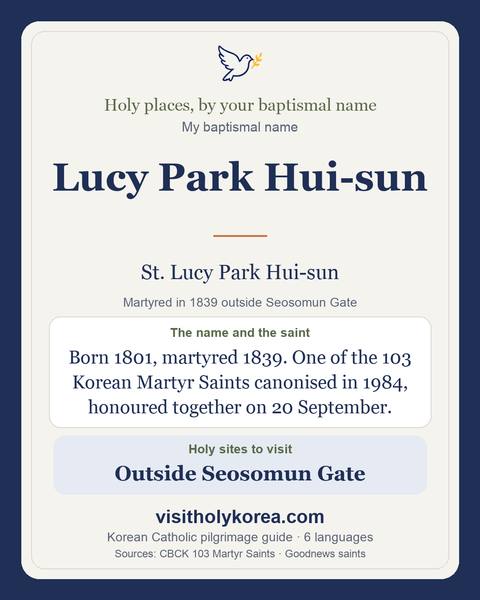 Holy places, by your baptismal name
My baptismal name
Lucy Park Hui-sun
St. Lucy Park Hui-sun
Martyred in 1839 outside Seosomun Gate
The name and the saint
Born 1801, martyred 1839. One of the 103
Korean Martyr Saints canonised in 1984,
honoured together on 20 September.
Holy sites to visit
Outside Seosomun Gate
visitholykorea.com
Korean Catholic pilgrimage guide · 6 languages
Sources: CBCK 103 Martyr Saints · Goodnews saints